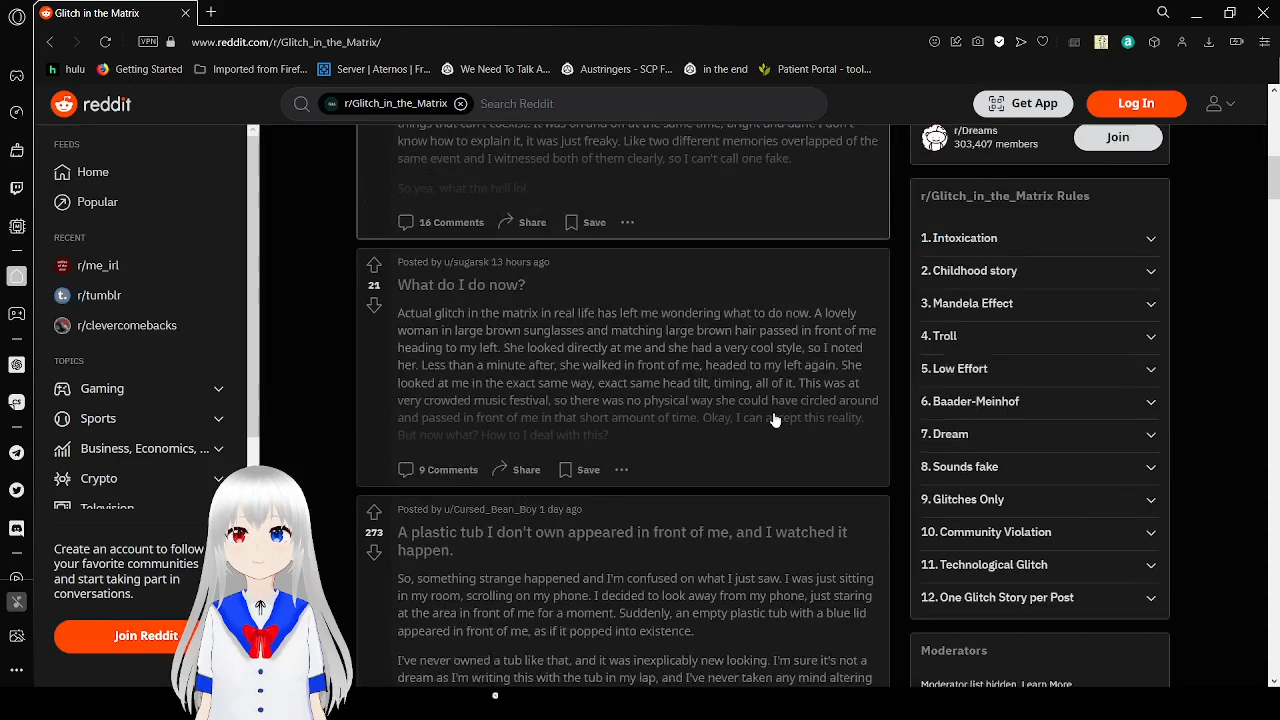 Glitch in the Matrix
VPN
www.reddit.com/r/Glitch_in_the_Matrix/
hulu
Getting Started
Imported from Firef...
Server | Aternos | Fr...
We Need To Talk A...
Austringers - SCP F...
in the end
Patient Portal - tool...
reddit
r/Glitch_in_the_Matrix
Search Reddit
Get App
Log In
FEEDS
Home
Popular
RECENT
r/me_irl
r/tumblr
r/clevercomebacks
TOPICS
Gaming
Sports
Business, Economics, ...
Crypto
Television
Create an account to follow
your favorite communities
and start taking part in
conversations.
Join Reddit
things that can't coexist. It was on and off at the same time, bright and dark. I don't
know how to explain it, it was just freaky. Like two different memories overlapped of the
same event and I witnessed both of them clearly, so I can't call one fake.
So yea, what the hell lol
16 Comments
Share
Save
Posted by u/sugarsk 13 hours ago
21
What do I do now?
Actual glitch in the matrix in real life has left me wondering what to do now. A lovely
woman in large brown sunglasses and matching large brown hair passed in front of me
heading to my left. She looked directly at me and she had a very cool style, so I noted
her. Less than a minute after, she walked in front of me, headed to my left again. She
looked at me in the exact same way, exact same head tilt, timing, all of it. This was at
very crowded music festival, so there was no physical way she could have circled around
and passed in front of me in that short amount of time. Okay, I can accept this reality.
But now what? How to I deal with this?
9 Comments
Share
Save
Posted by u/Cursed_Bean_Boy 1 day ago
273
A plastic tub I don't own appeared in front of me, and I watched it
happen.
So, something strange happened and I'm confused on what I just saw. I was just sitting
in my room, scrolling on my phone. I decided to look away from my phone, just staring
at the area in front of me for a moment. Suddenly, an empty plastic tub with a blue lid
appeared in front of me, as if it popped into existence.
I've never owned a tub like that, and it was inexplicably new looking. I'm sure it's not a
dream as I'm writing this with the tub in my lap, and I've never taken any mind altering
r/Dreams
303,407 members
Join
r/Glitch_in_the_Matrix Rules
1. Intoxication
2. Childhood story
3. Mandela Effect
4. Troll
5. Low Effort
6. Baader-Meinhof
7. Dream
8. Sounds fake
9. Glitches Only
10. Community Violation
11. Technological Glitch
12. One Glitch Story per Post
Moderators
Moderator list hidden. Learn More